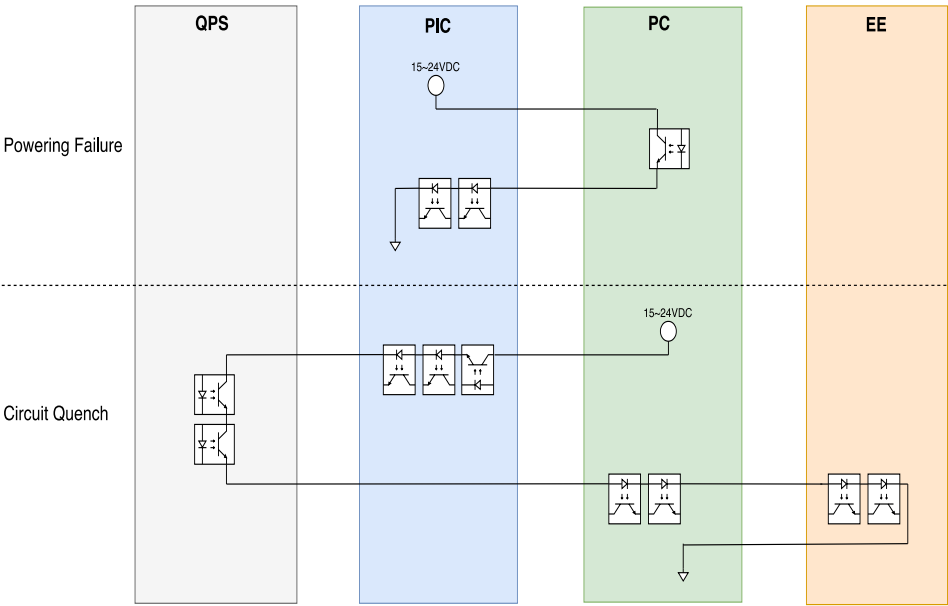 QPS
PIC
PC
EE
15~24VDC
Powering Failure
15~24VDC
Circuit Quench